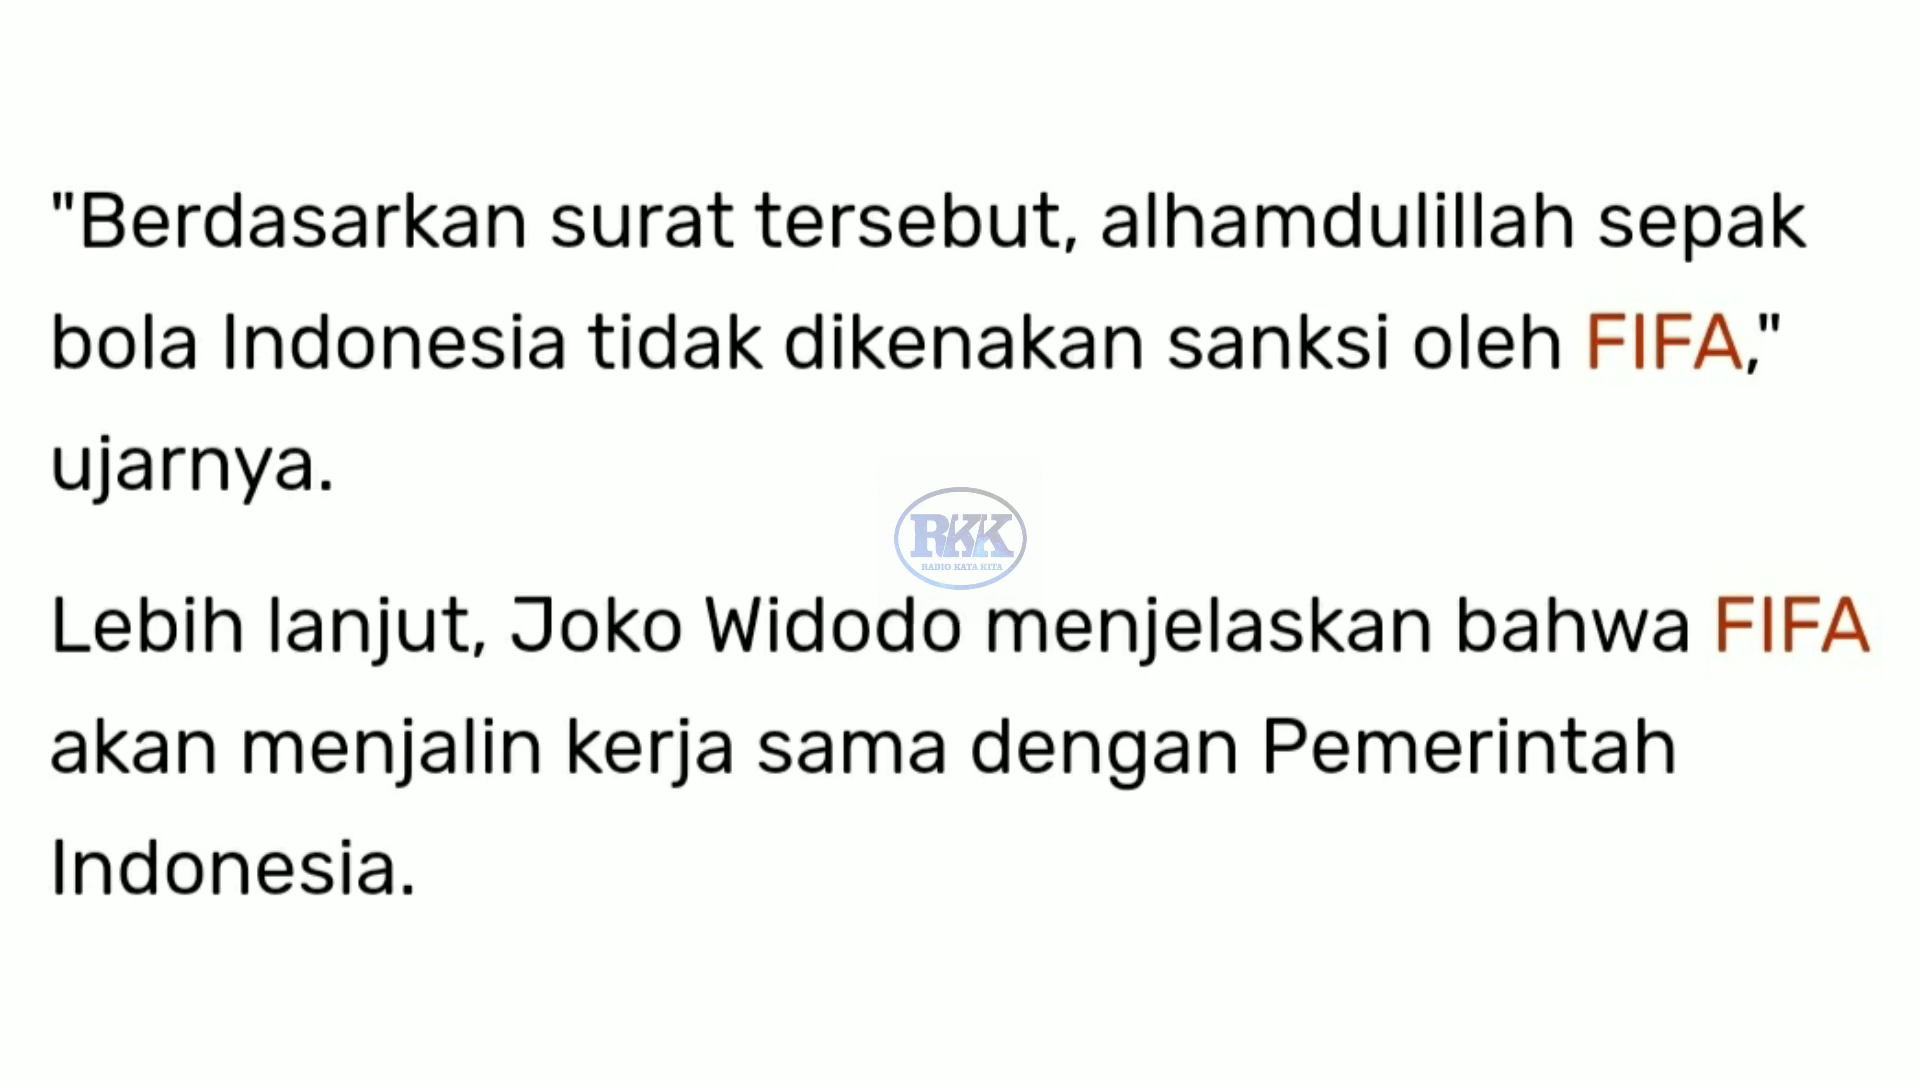 "Berdasarkan surat tersebut, alhamdulillah sepak
bola Indonesia tidak dikenakan sanksi oleh FIFA,"
ujarnya.
RKK
RADIO KATA KITA
Lebih lanjut, Joko Widodo menjelaskan bahwa FIFA
akan menjalin kerja sama dengan Pemerintah
Indonesia.